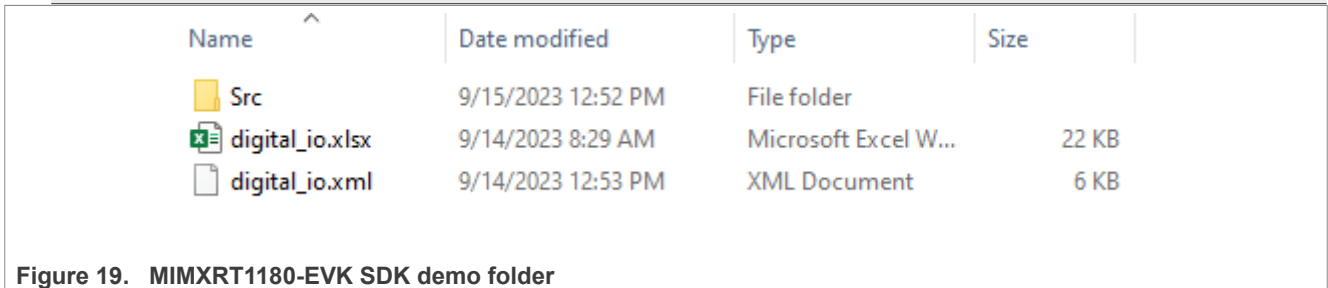 Name Date modified Type Size
Src 9/15/2023 12:52 PM File folder
digital_io.xlsx 9/14/2023 8:29 AM Microsoft Excel W... 22 KB
digital_io.xml 9/14/2023 12:53 PM XML Document 6 KB
Figure 19. MIMXRT1180-EVK SDK demo folder